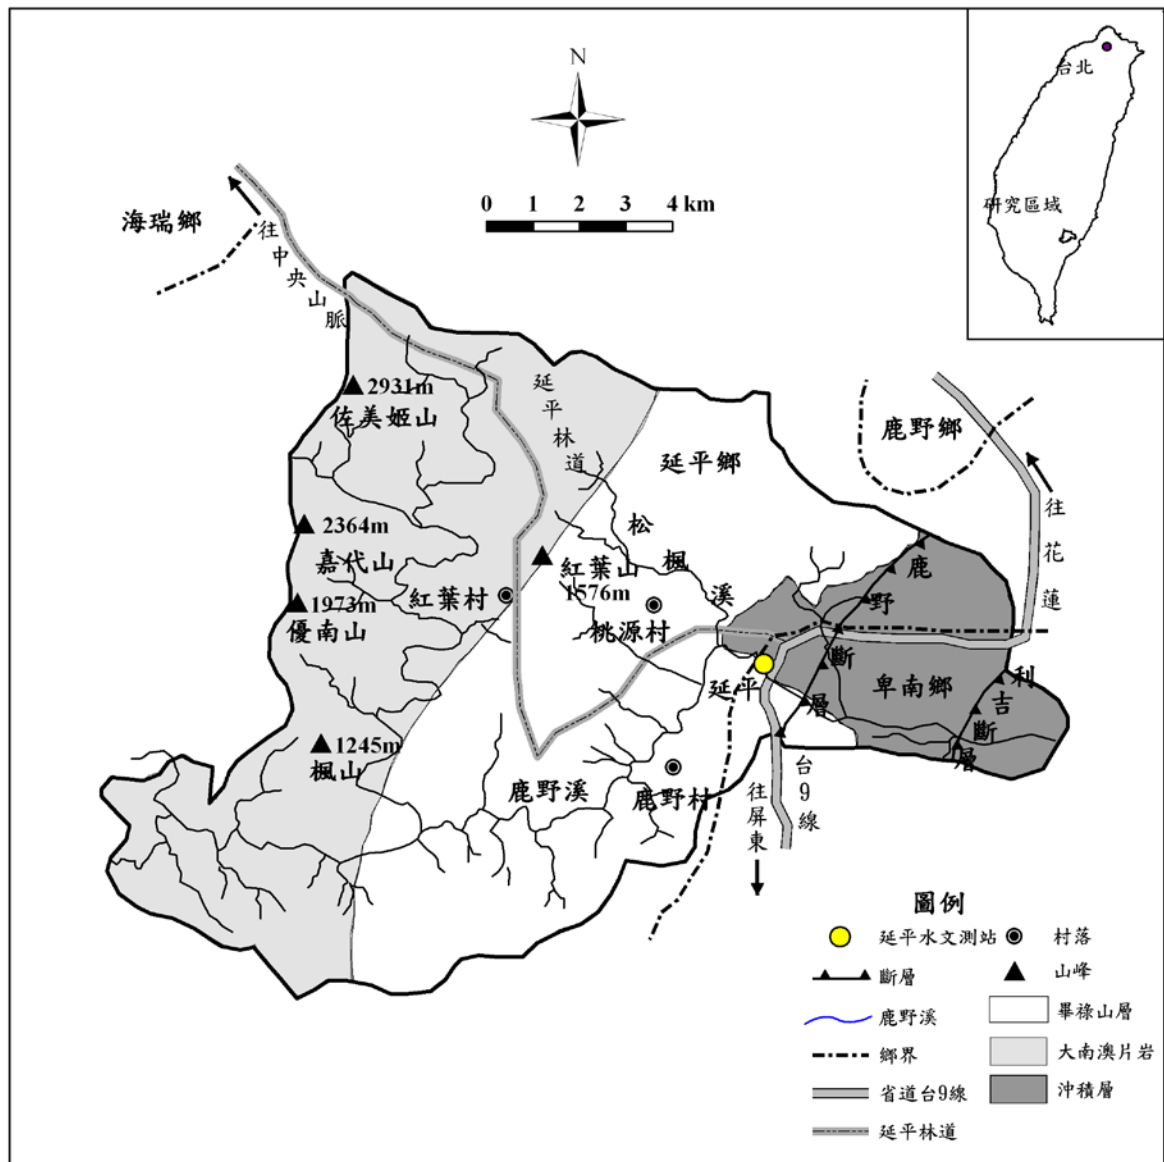 N
台北
研究區域
0 1 2 3 4 km
海瑞鄉
往中央山脈
2931m
佐美姬山
延平林道
延平鄉
鹿野鄉
往花蓮
2364m
嘉代山
松楓溪
鹿野斷層
紅葉山
1576m
紅葉村
1973m
優南山
桃源村
延平
卑南鄉
利吉斷層
1245m
楓山
鹿野溪
鹿野村
往屏東
台9線
圖例
延平水文測站
村落
斷層
山峰
鹿野溪
畢祿山層
鄉界
大南澳片岩
省道台9線
沖積層
延平林道